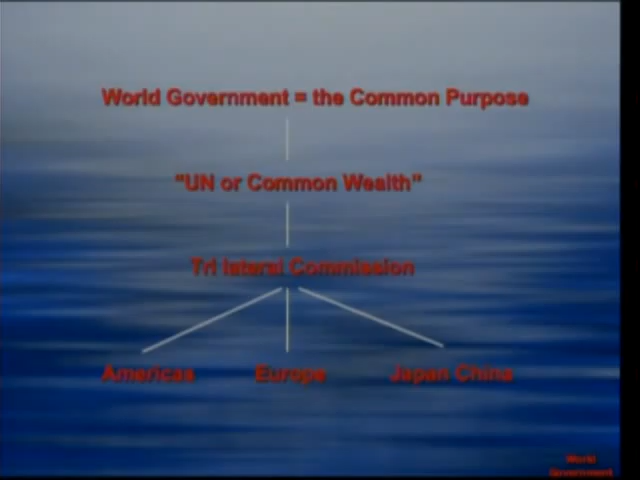 World Government = the Common Purpose
"UN or Common Wealth"
Tri lateral Commission
Americas Europe Japan China
World
Government